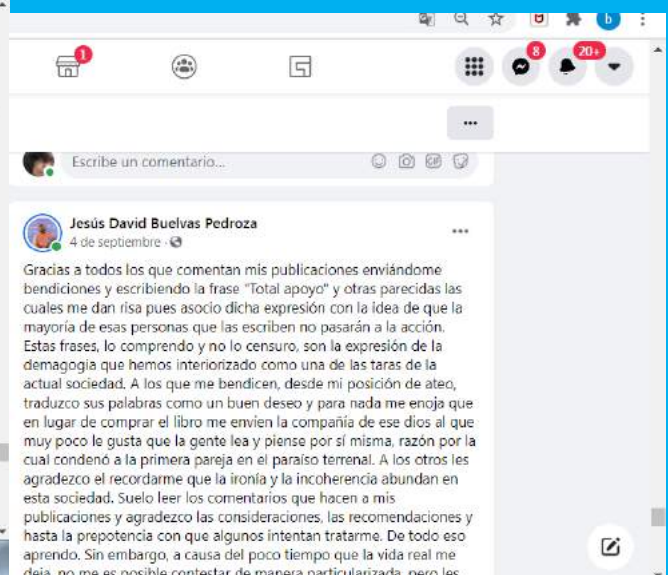 b
1
8
20+
Escribe un comentario...
GIF
Jesús David Buelvas Pedroza
4 de septiembre ·
Gracias a todos los que comentan mis publicaciones enviándome
bendiciones y escribiendo la frase "Total apoyo" y otras parecidas las
cuales me dan risa pues asocio dicha expresión con la idea de que la
mayoría de esas personas que las escriben no pasarán a la acción.
Estas frases, lo comprendo y no lo censuro, son la expresión de la
demagogia que hemos interiorizado como una de las taras de la
actual sociedad. A los que me bendicen, desde mi posición de ateo,
traduzco sus palabras como un buen deseo y para nada me enoja que
en lugar de comprar el libro me envíen la compañía de ese dios al que
muy poco le gusta que la gente lea y piense por sí misma, razón por la
cual condenó a la primera pareja en el paraíso terrenal. A los otros les
agradezco el recordarme que la ironía y la incoherencia abundan en
esta sociedad. Suelo leer los comentarios que hacen a mis
publicaciones y agradezco las consideraciones, las recomendaciones y
hasta la prepotencia con que algunos intentan tratarme. De todo eso
aprendo. Sin embargo, a causa del poco tiempo que la vida real me
deja, no me es posible contestar de manera particularizada, pero les